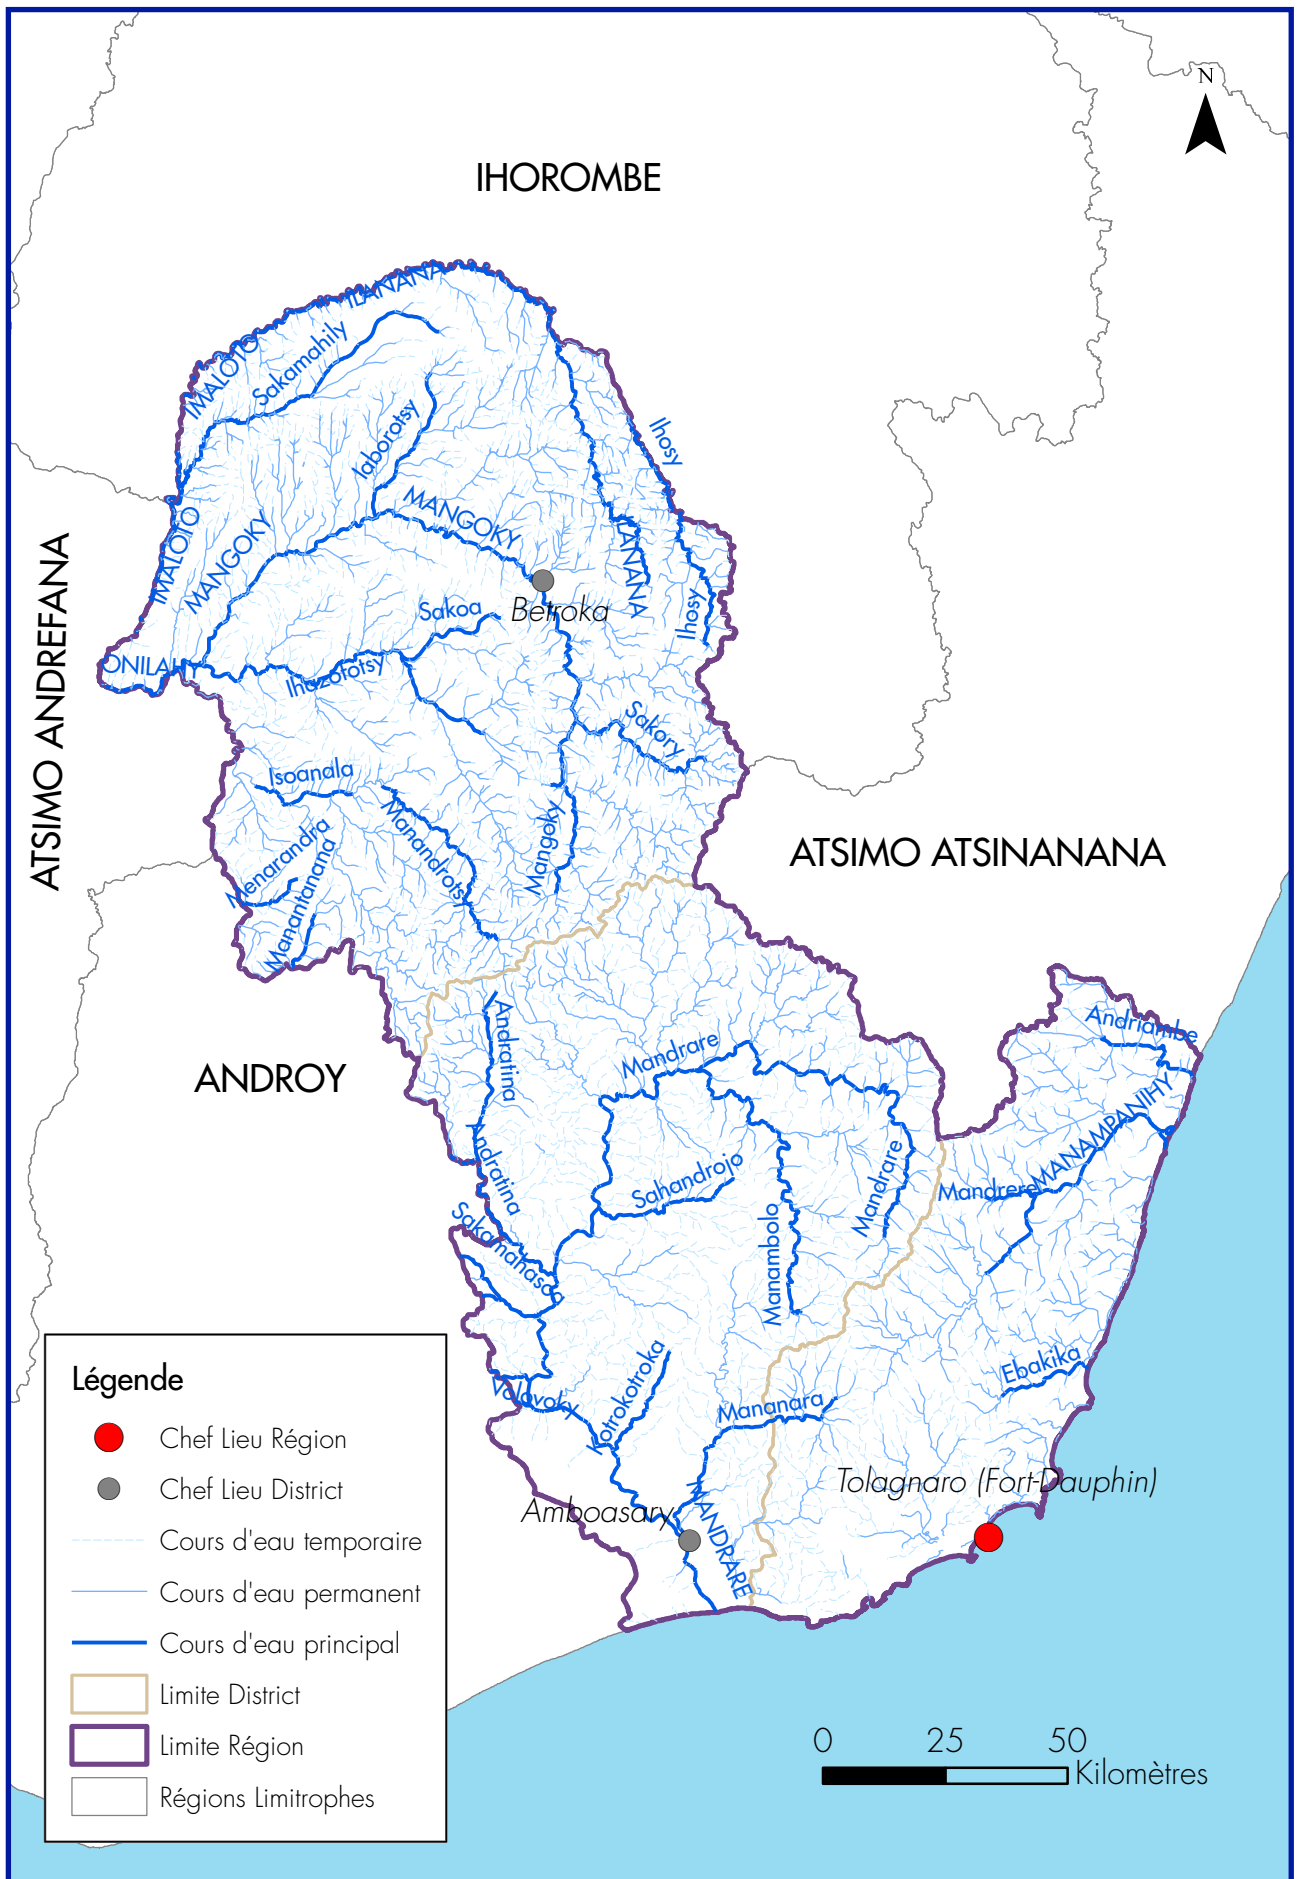 N
IHOROMBE
ILANANA
IMALOTO
Sakamahily
Iaborotsy
Ihosy
MANGOKY
IMALOTO
MANGOKY
ILANANA
Betroka
Sakoa
Ihosy
ATSIMO ANDREFANA
ONILAHY
Ihazofotsy
Sakory
Isoanala
Manandrotsy
Mangoky
Menarandra
Manantanana
ATSIMO ATSINANANA
Andratina
Andriambe
Mandrare
ANDROY
MANAMPANIHY
Andratina
Sahandrojo
Mandrare
Mandrere
Manambolo
Sakamahasoa
Ebakika
Kotrokotroka
Volovoky
Mananara
Tolagnaro (Fort-Dauphin)
Amboasary
MANDRARE
Légende
Chef Lieu Région
Chef Lieu District
Cours d'eau temporaire
Cours d'eau permanent
Cours d'eau principal
Limite District
Limite Région
Régions Limitrophes
0 25 50
Kilomètres